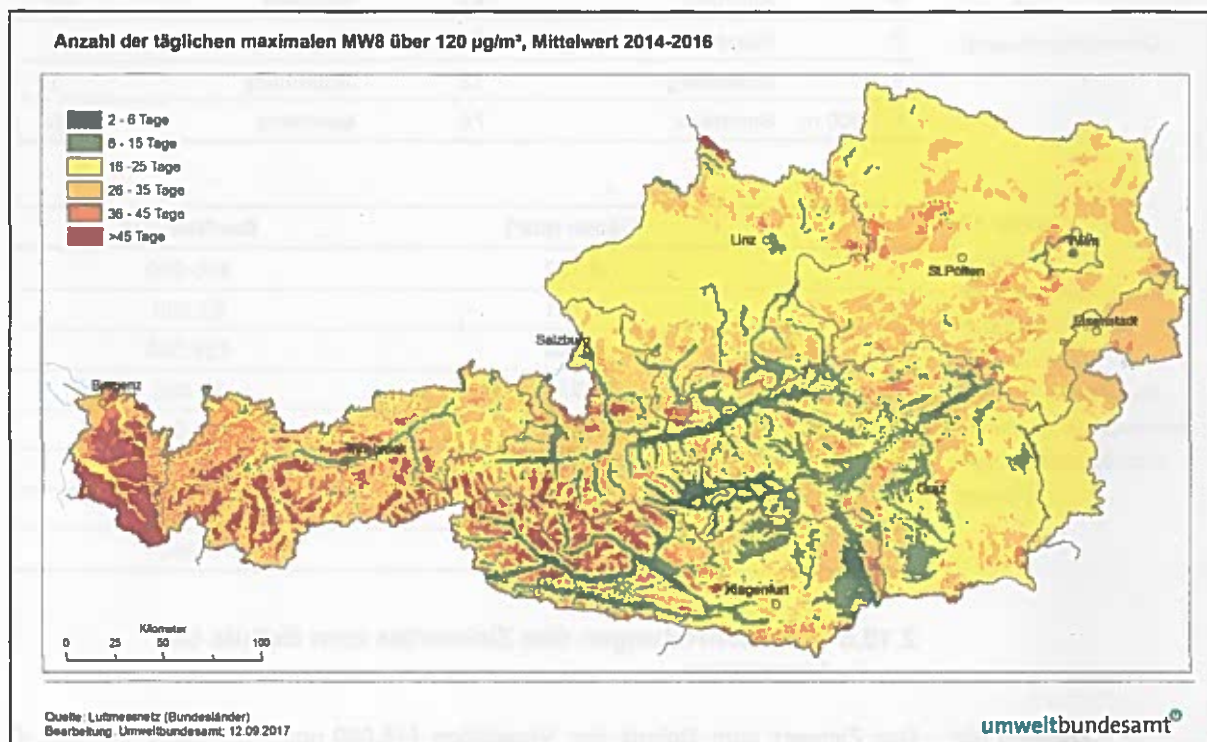 Anzahl der täglichen maximalen MW8 über 120 µg/m³, Mittelwert 2014-2016
2 - 6 Tage
6 - 15 Tage
16 -25 Tage
26 - 35 Tage
36 - 45 Tage
>45 Tage
Linz
Wien
St.Pölten
Eisenstadt
Salzburg
Bregenz
Innsbruck
Graz
Klagenfurt
Kilometer
0 25 50 100
Quelle: Luftmessnetz (Bundesländer)
Bearbeitung: Umweltbundesamt; 12.09.2017
umweltbundesamt